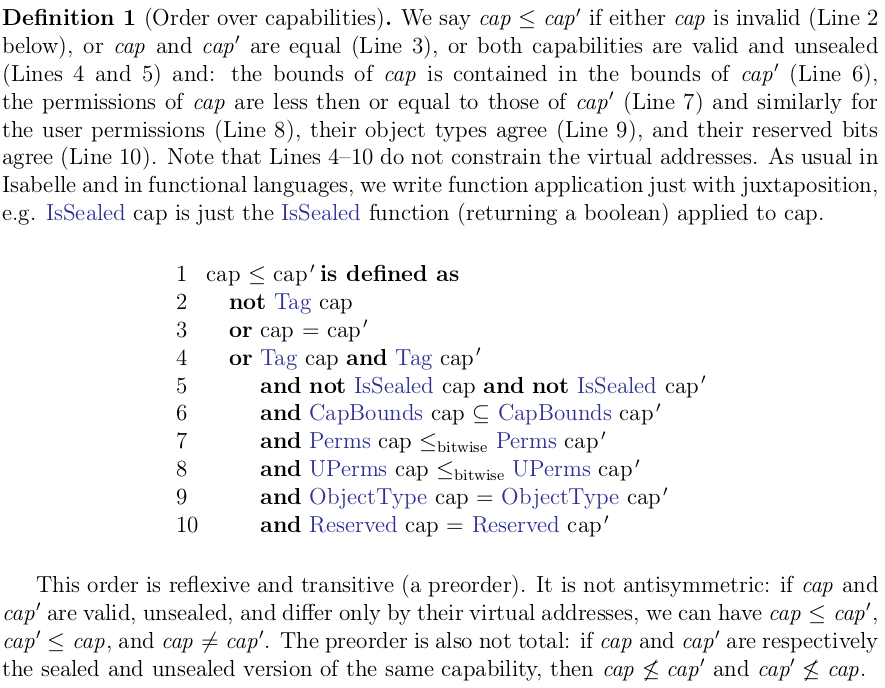 Definition 1 (Order over capabilities). We say cap ≤ cap′ if either cap is invalid (Line 2
below), or cap and cap′ are equal (Line 3), or both capabilities are valid and unsealed
(Lines 4 and 5) and: the bounds of cap is contained in the bounds of cap′ (Line 6),
the permissions of cap are less then or equal to those of cap′ (Line 7) and similarly for
the user permissions (Line 8), their object types agree (Line 9), and their reserved bits
agree (Line 10). Note that Lines 4–10 do not constrain the virtual addresses. As usual in
Isabelle and in functional languages, we write function application just with juxtaposition,
e.g. IsSealed cap is just the IsSealed function (returning a boolean) applied to cap.
1 cap ≤ cap′ is defined as
2 not Tag cap
3 or cap = cap′
4 or Tag cap and Tag cap′
5 and not IsSealed cap and not IsSealed cap′
6 and CapBounds cap ⊆ CapBounds cap′
7 and Perms cap ≤bitwise Perms cap′
8 and UPerms cap ≤bitwise UPerms cap′
9 and ObjectType cap = ObjectType cap′
10 and Reserved cap = Reserved cap′
This order is reflexive and transitive (a preorder). It is not antisymmetric: if cap and
cap′ are valid, unsealed, and differ only by their virtual addresses, we can have cap ≤ cap′,
cap′ ≤ cap, and cap ≠ cap′. The preorder is also not total: if cap and cap′ are respectively
the sealed and unsealed version of the same capability, then cap ≰ cap′ and cap′ ≰ cap.